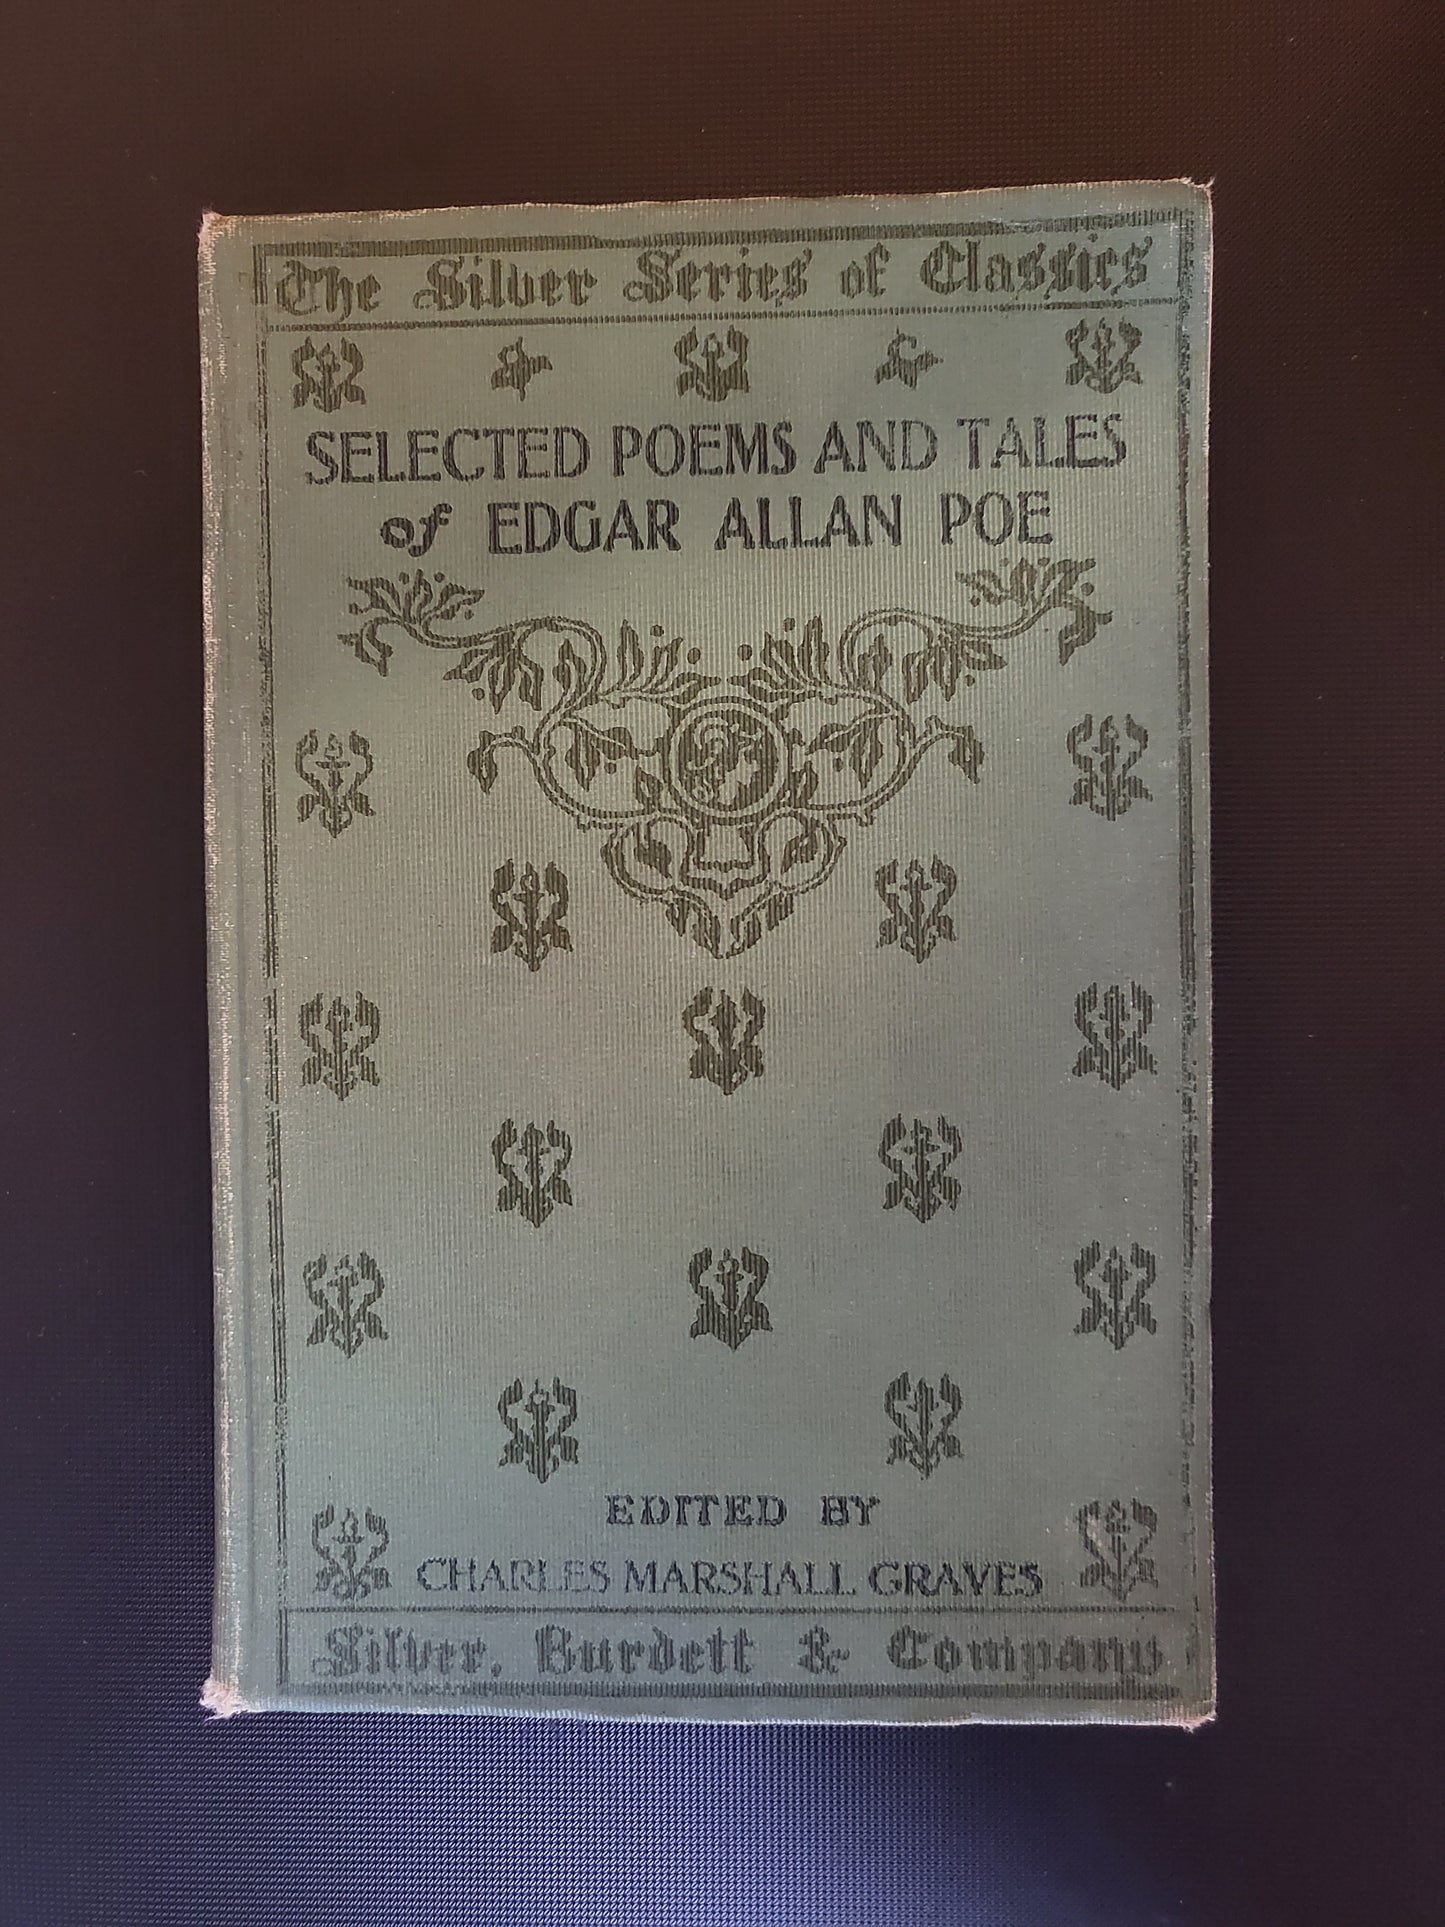 The Silver Series of Classics
SELECTED POEMS AND TALES
of EDGAR ALLAN POE
EDITED BY
CHARLES MARSHALL GRAVES
Silver, Burdett & Company